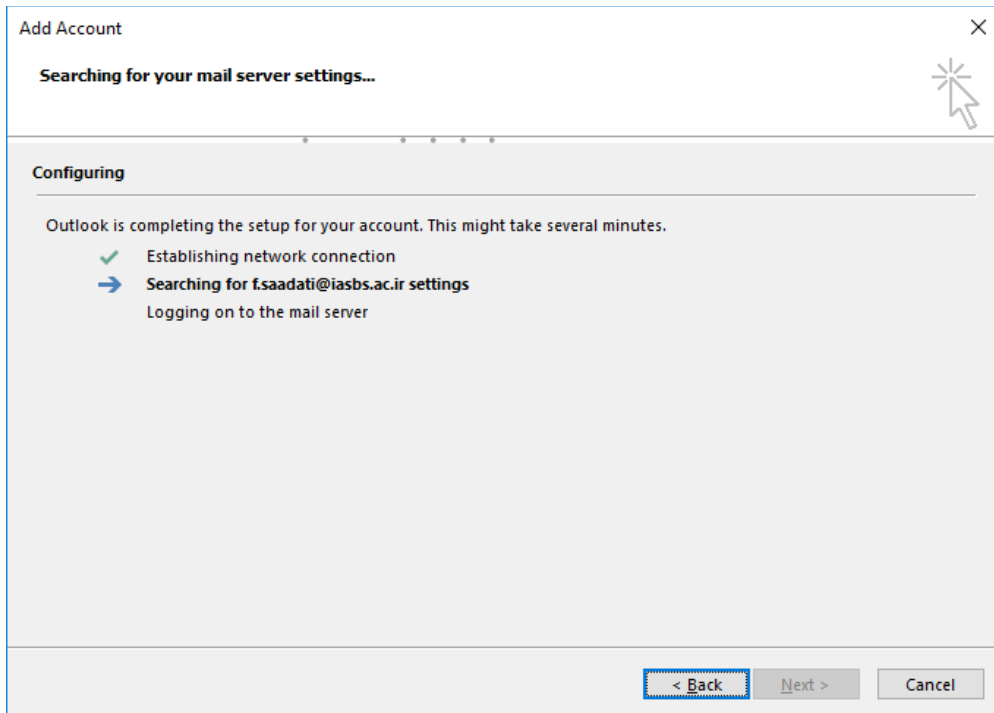 Add Account
Searching for your mail server settings...
Configuring
Outlook is completing the setup for your account. This might take several minutes.
Establishing network connection
Searching for f.saadati@iasbs.ac.ir settings
Logging on to the mail server
< Back Next > Cancel